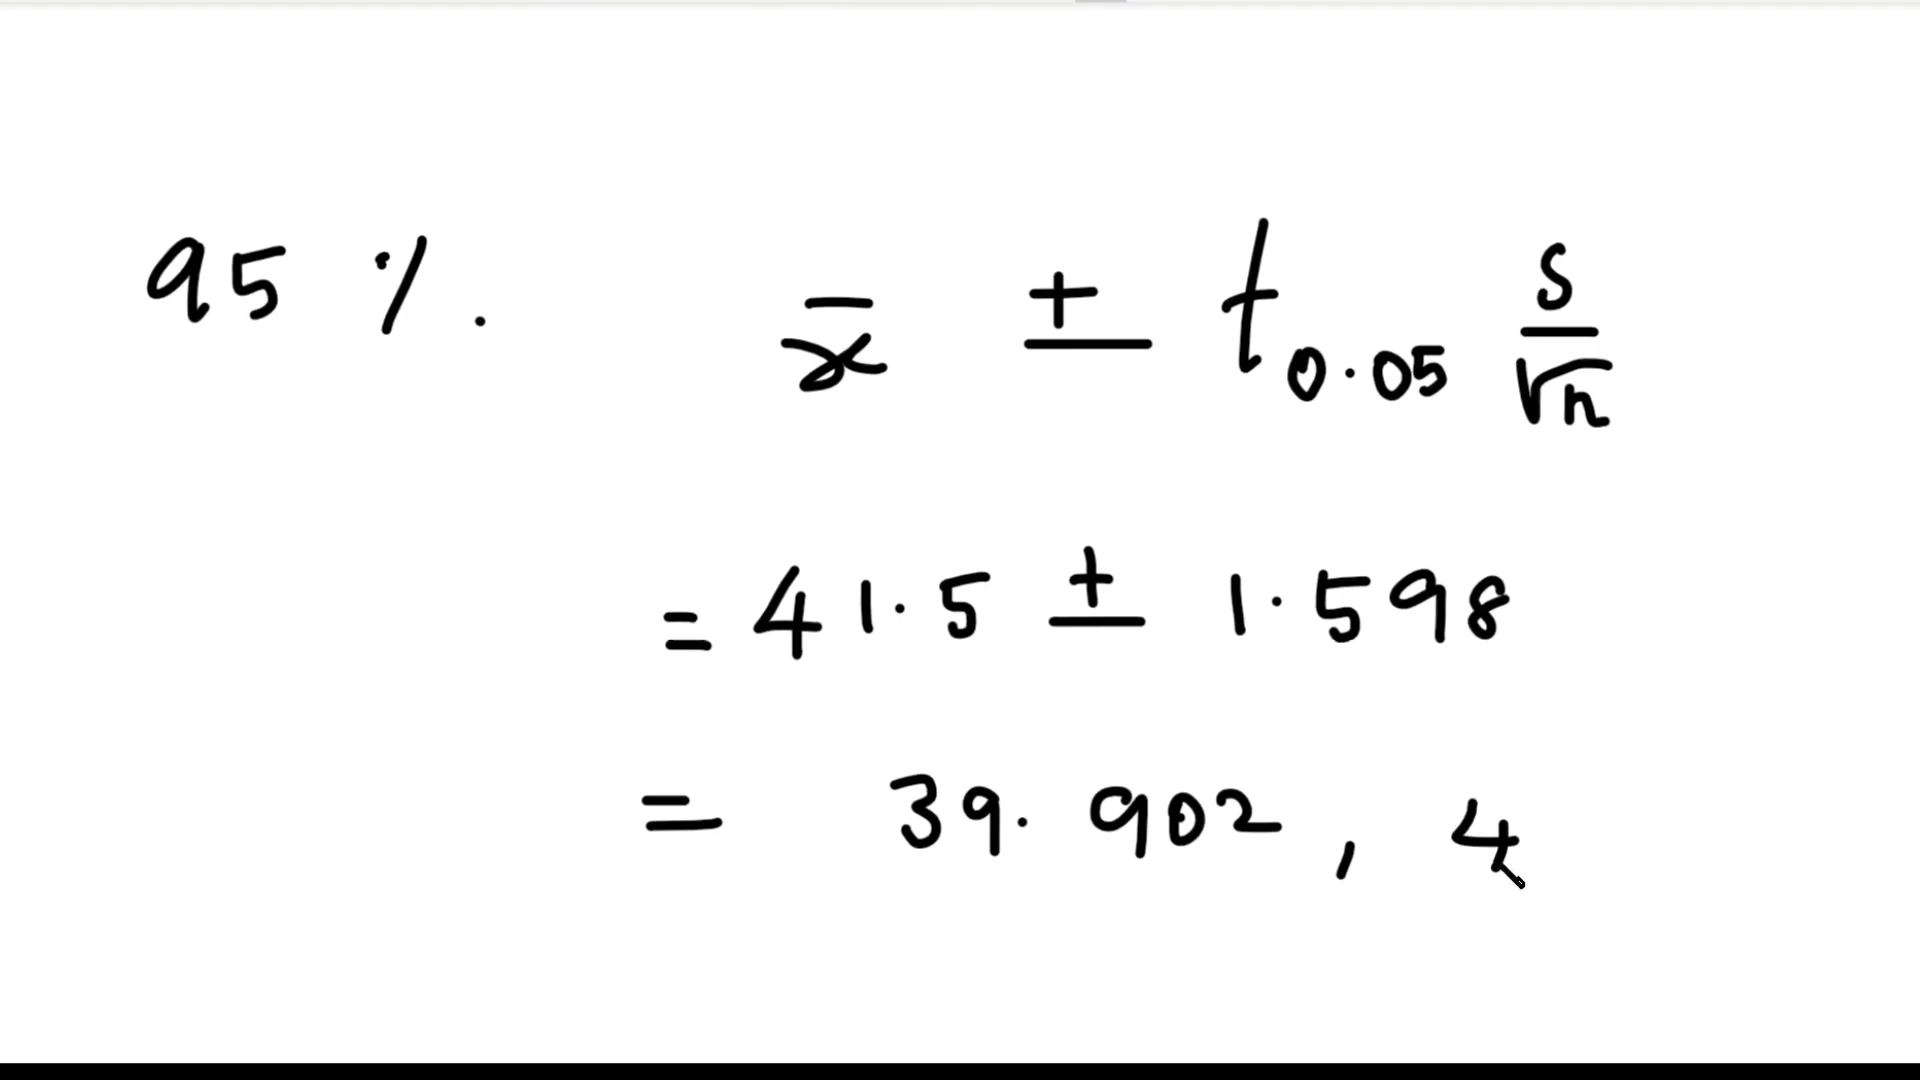 95 %. x̄ ± t0.05 s/√n
= 41.5 ± 1.598
= 39.902, 4